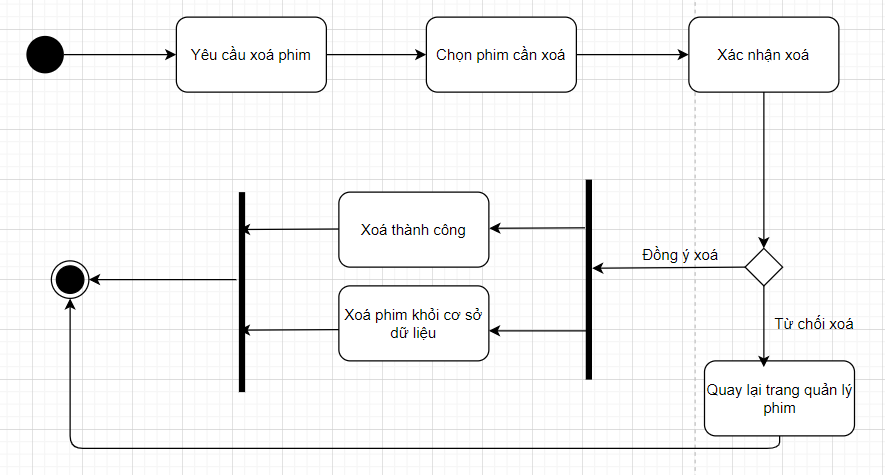 Yêu cầu xoá phim
Chọn phim cần xoá
Xác nhận xoá
Xoá thành công
Đồng ý xoá
Xoá phim khỏi cơ sở
dữ liệu
Từ chối xoá
Quay lại trang quản lý
phim